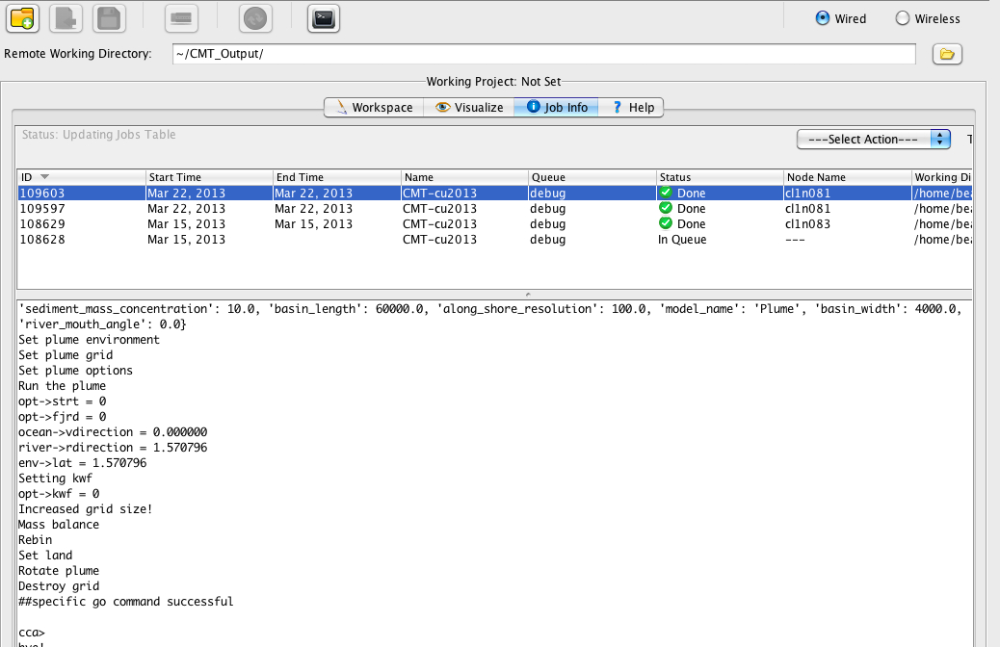 Wired Wireless
Remote Working Directory: ~/CMT_Output/
Working Project: Not Set
Workspace Visualize Job Info Help
Status: Updating Jobs Table ---Select Action---
ID Start Time End Time Name Queue Status Node Name Working Di
109603 Mar 22, 2013 Mar 22, 2013 CMT-cu2013 debug Done cl1n081 /home/bea
109597 Mar 22, 2013 Mar 22, 2013 CMT-cu2013 debug Done cl1n081 /home/bea
108629 Mar 15, 2013 Mar 15, 2013 CMT-cu2013 debug Done cl1n083 /home/bea
108628 Mar 15, 2013 CMT-cu2013 debug In Queue --- /home/bea
'sediment_mass_concentration': 10.0, 'basin_length': 60000.0, 'along_shore_resolution': 100.0, 'model_name': 'Plume', 'basin_width': 4000.0,
'river_mouth_angle': 0.0}
Set plume environment
Set plume grid
Set plume options
Run the plume
opt->strt = 0
opt->fjrd = 0
ocean->vdirection = 0.000000
river->rdirection = 1.570796
env->lat = 1.570796
Setting kwf
opt->kwf = 0
Increased grid size!
Mass balance
Rebin
Set land
Rotate plume
Destroy grid
##specific go command successful
cca>